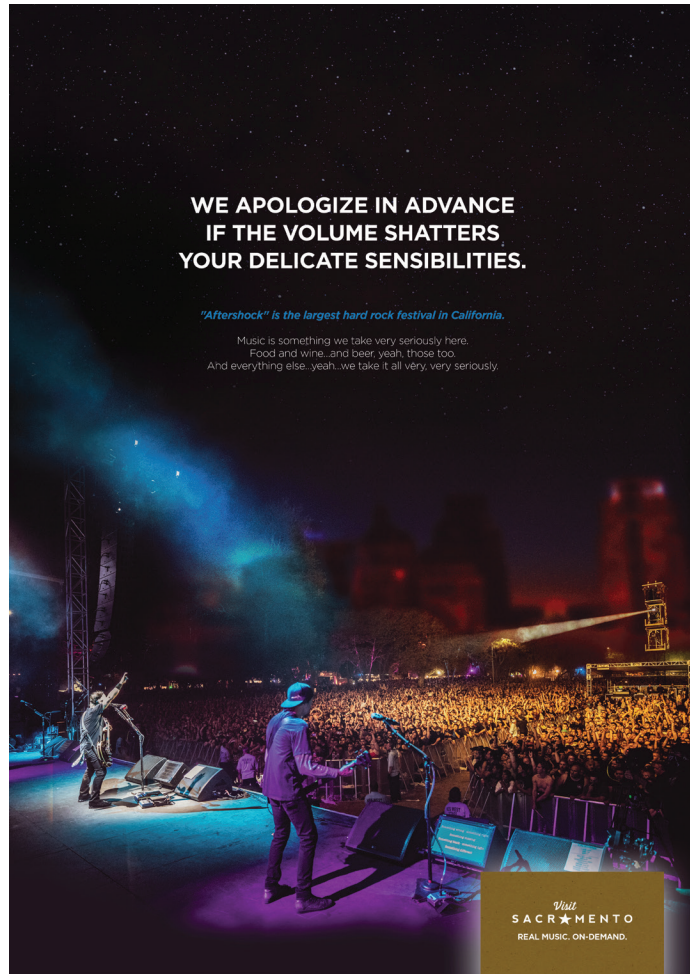 WE APOLOGIZE IN ADVANCE
IF THE VOLUME SHATTERS
YOUR DELICATE SENSIBILITIES.
"Aftershock" is the largest hard rock festival in California.
Music is something we take very seriously here.
Food and wine...and beer, yeah, those too.
And everything else...yeah...we take it all very, very seriously.
Visit
SACR★MENTO
REAL MUSIC. ON-DEMAND.